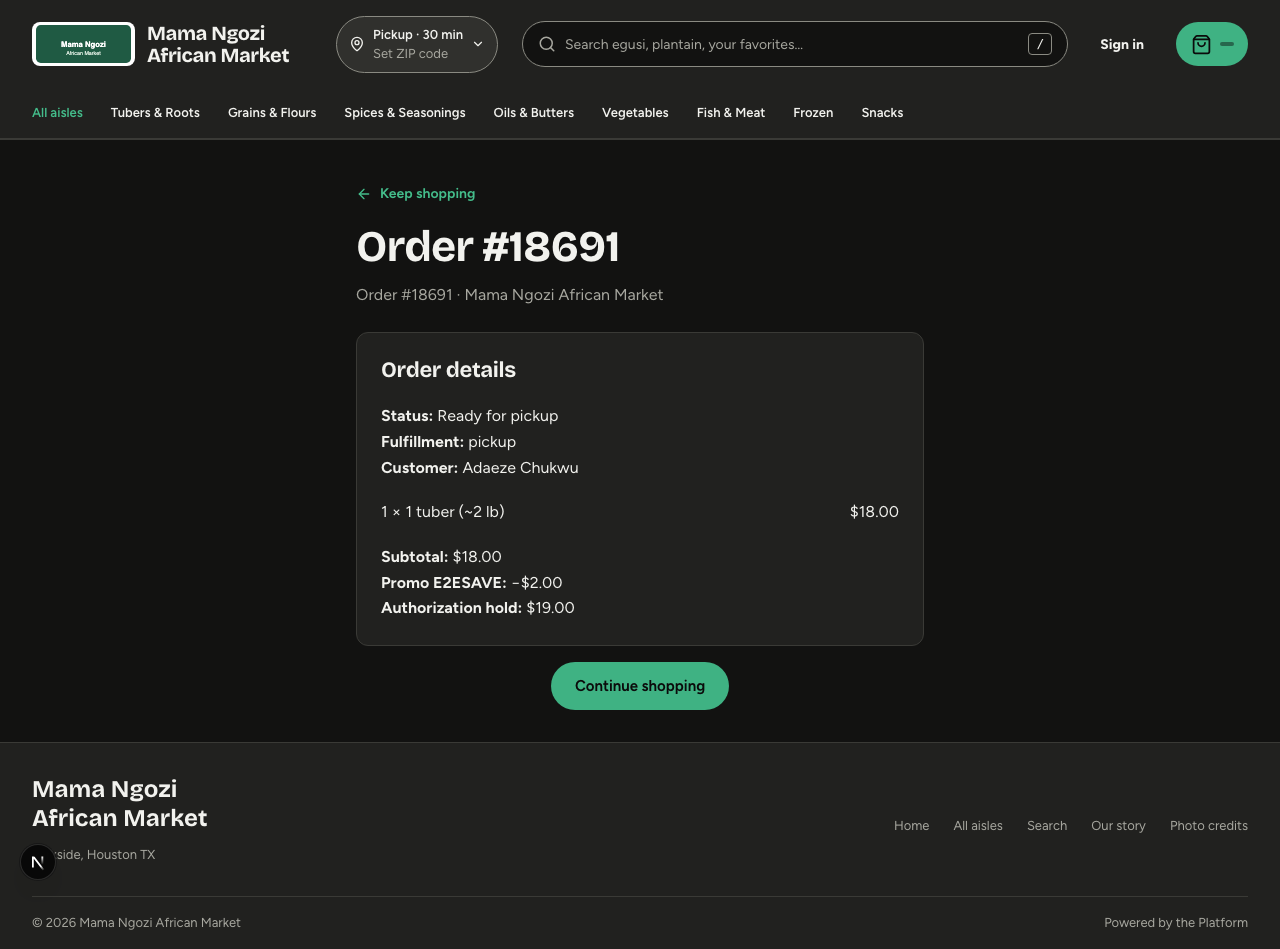 Mama Ngozi
African Market
Mama Ngozi
African Market
Pickup · 30 min
Set ZIP code
Search egusi, plantain, your favorites...
/
Sign in
All aisles
Tubers & Roots
Grains & Flours
Spices & Seasonings
Oils & Butters
Vegetables
Fish & Meat
Frozen
Snacks
Keep shopping
Order #18691
Order #18691 · Mama Ngozi African Market
Order details
Status: Ready for pickup
Fulfillment: pickup
Customer: Adaeze Chukwu
1 × 1 tuber (~2 lb) $18.00
Subtotal: $18.00
Promo E2ESAVE: −$2.00
Authorization hold: $19.00
Continue shopping
Mama Ngozi
African Market
Houston TX
N
Home
All aisles
Search
Our story
Photo credits
© 2026 Mama Ngozi African Market
Powered by the Platform